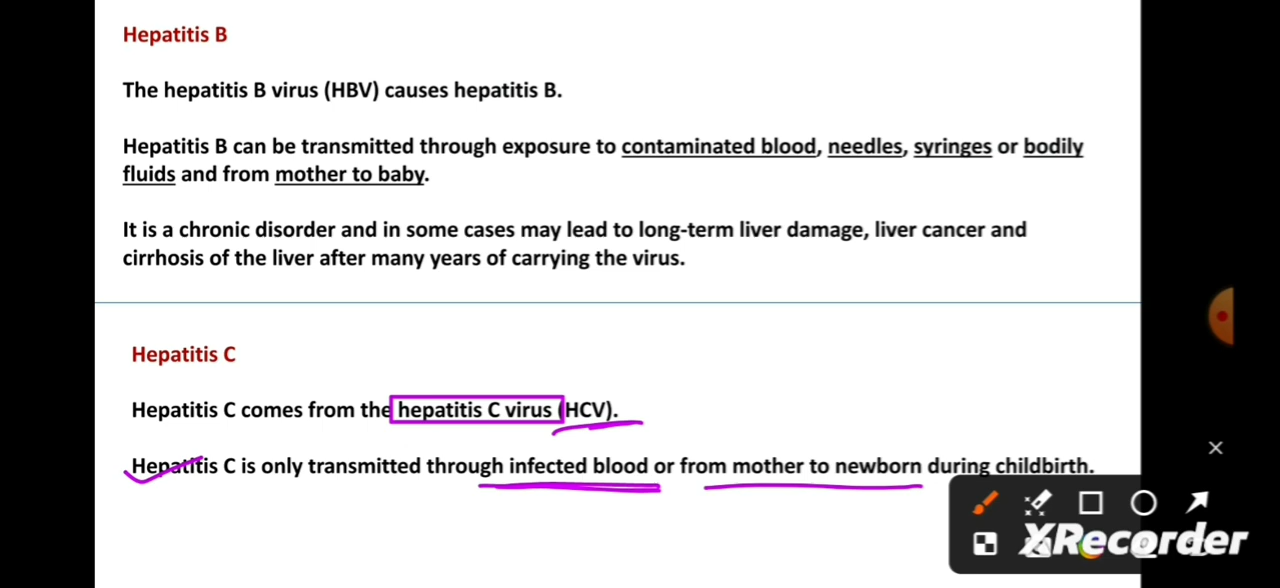 Hepatitis B
The hepatitis B virus (HBV) causes hepatitis B.
Hepatitis B can be transmitted through exposure to contaminated blood, needles, syringes or bodily
fluids and from mother to baby.
It is a chronic disorder and in some cases may lead to long-term liver damage, liver cancer and
cirrhosis of the liver after many years of carrying the virus.
Hepatitis C
Hepatitis C comes from the hepatitis C virus (HCV).
Hepatitis C is only transmitted through infected blood or from mother to newborn during childbirth.
XRecorder